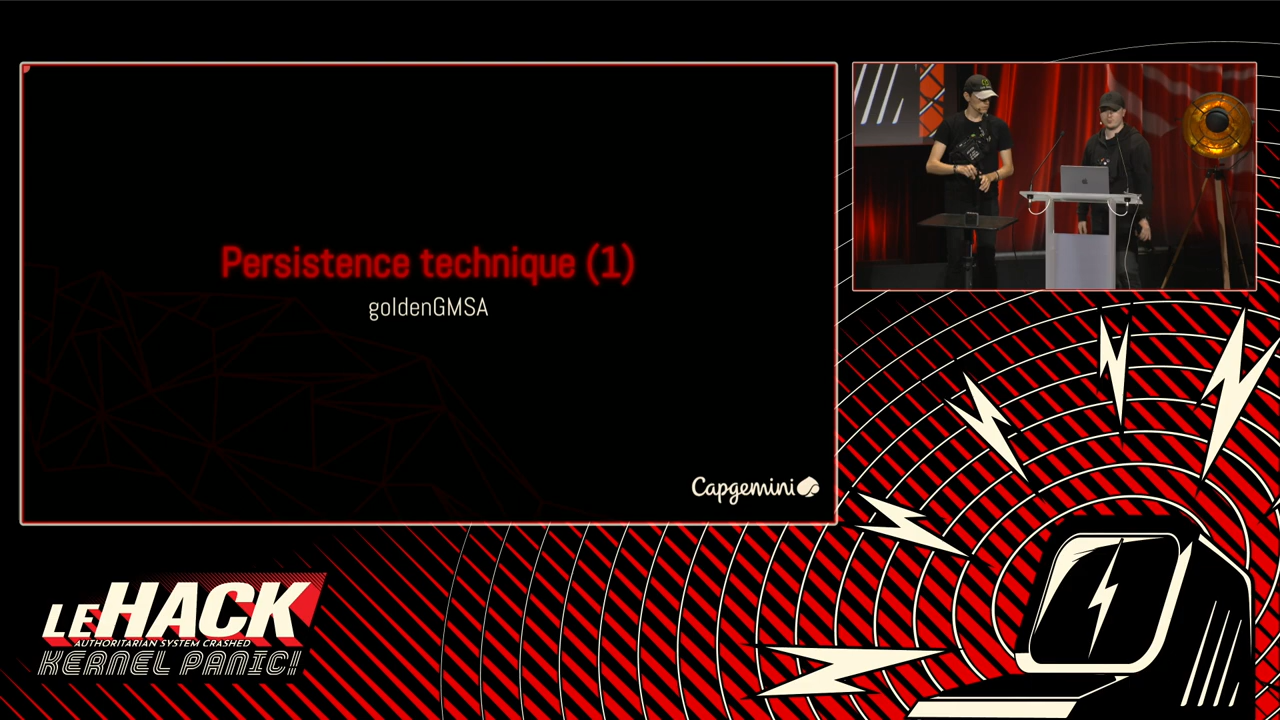 Persistence technique (1)
goldenGMSA
Capgemini
LEHACK
AUTHORITARIAN SYSTEM CRASHED
KERNEL PANIC!